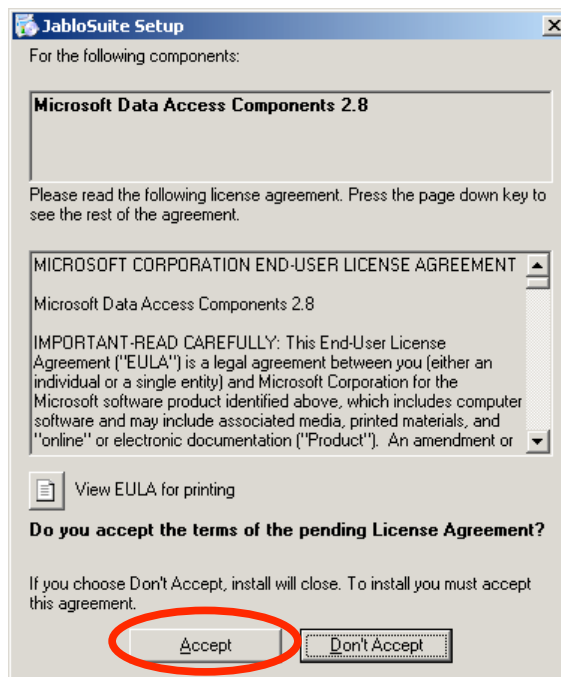 JabloSuite Setup
For the following components:
Microsoft Data Access Components 2.8
Please read the following license agreement. Press the page down key to
see the rest of the agreement.
MICROSOFT CORPORATION END-USER LICENSE AGREEMENT
Microsoft Data Access Components 2.8
IMPORTANT-READ CAREFULLY: This End-User License
Agreement ("EULA") is a legal agreement between you (either an
individual or a single entity) and Microsoft Corporation for the
Microsoft software product identified above, which includes computer
software and may include associated media, printed materials, and
"online" or electronic documentation ("Product").  An amendment or
View EULA for printing
Do you accept the terms of the pending License Agreement?
If you choose Don't Accept, install will close. To install you must accept
this agreement.
Accept
Don't Accept